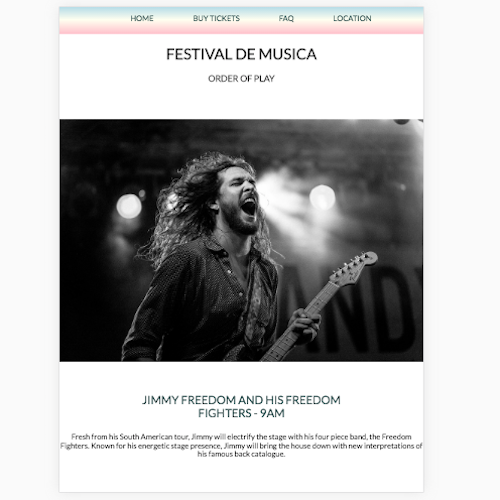 HOME BUY TICKETS FAQ LOCATION
FESTIVAL DE MUSICA
ORDER OF PLAY
AND
JIMMY FREEDOM AND HIS FREEDOM
FIGHTERS - 9AM
Fresh from his South American tour, Jimmy will electrify the stage with his four piece band, the Freedom
Fighters. Known for his energetic stage presence, Jimmy will bring the house down with new interpretations of
his famous back catalogue.